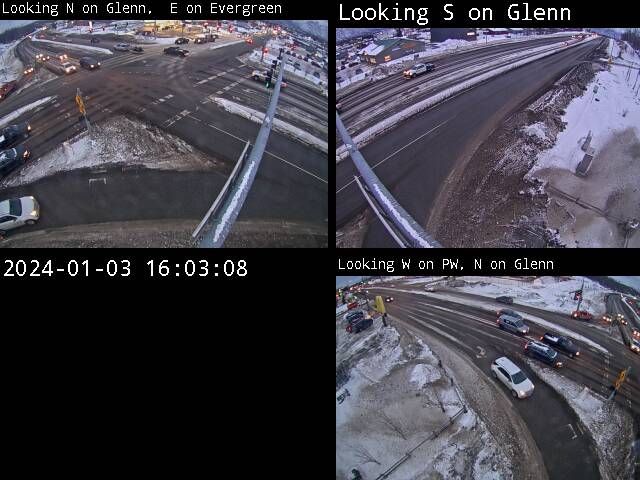 Looking N on Glenn, E on Evergreen
Looking S on Glenn
2024-01-03 16:03:08
Looking W on PW, N on Glenn